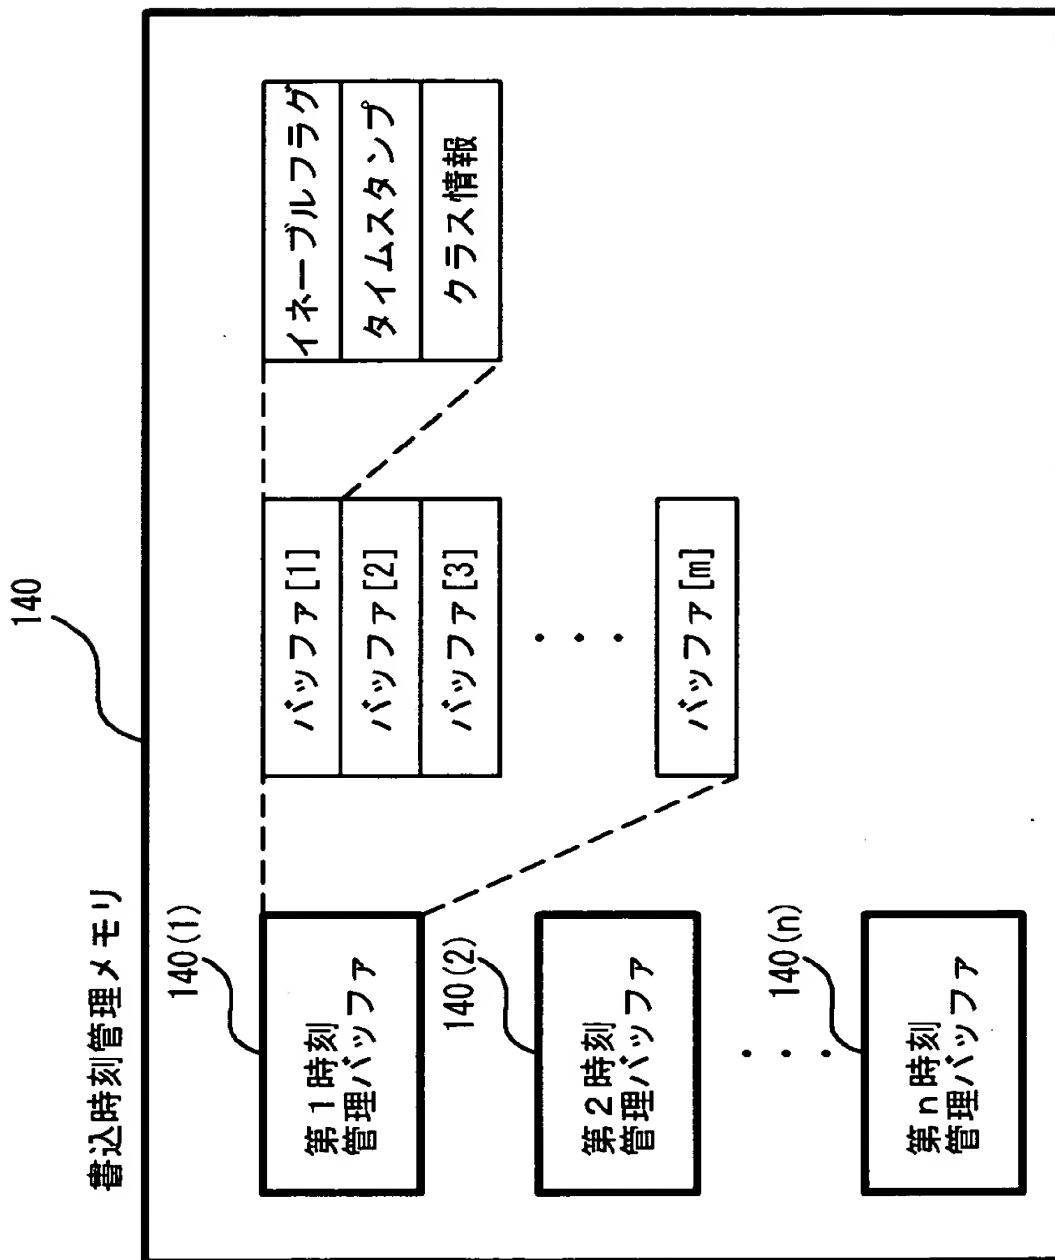 書込時刻管理メモリ
140
140(1)
第１時刻
管理バッファ
140(2)
第２時刻
管理バッファ
・・・
140(n)
第ｎ時刻
管理バッファ
バッファ[1]
バッファ[2]
バッファ[3]
・・・
バッファ[m]
イネーブルフラグ
タイムスタンプ
クラス情報